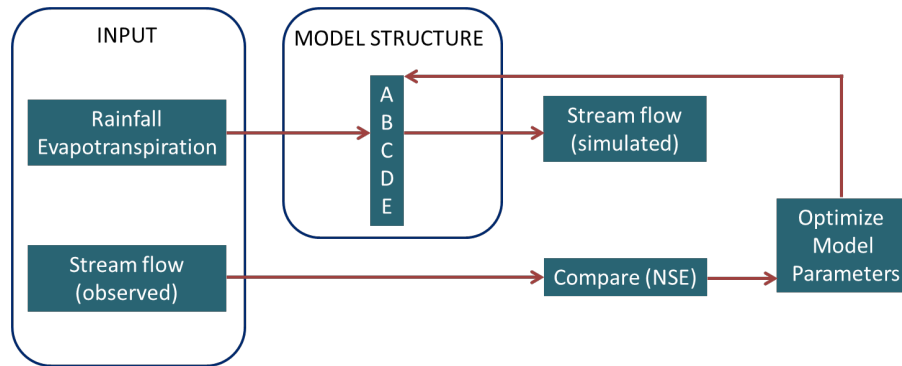 INPUT
MODEL STRUCTURE
Rainfall
Evapotranspiration
A
B
C
D
E
Stream flow
(simulated)
Stream flow
(observed)
Compare (NSE)
Optimize
Model
Parameters